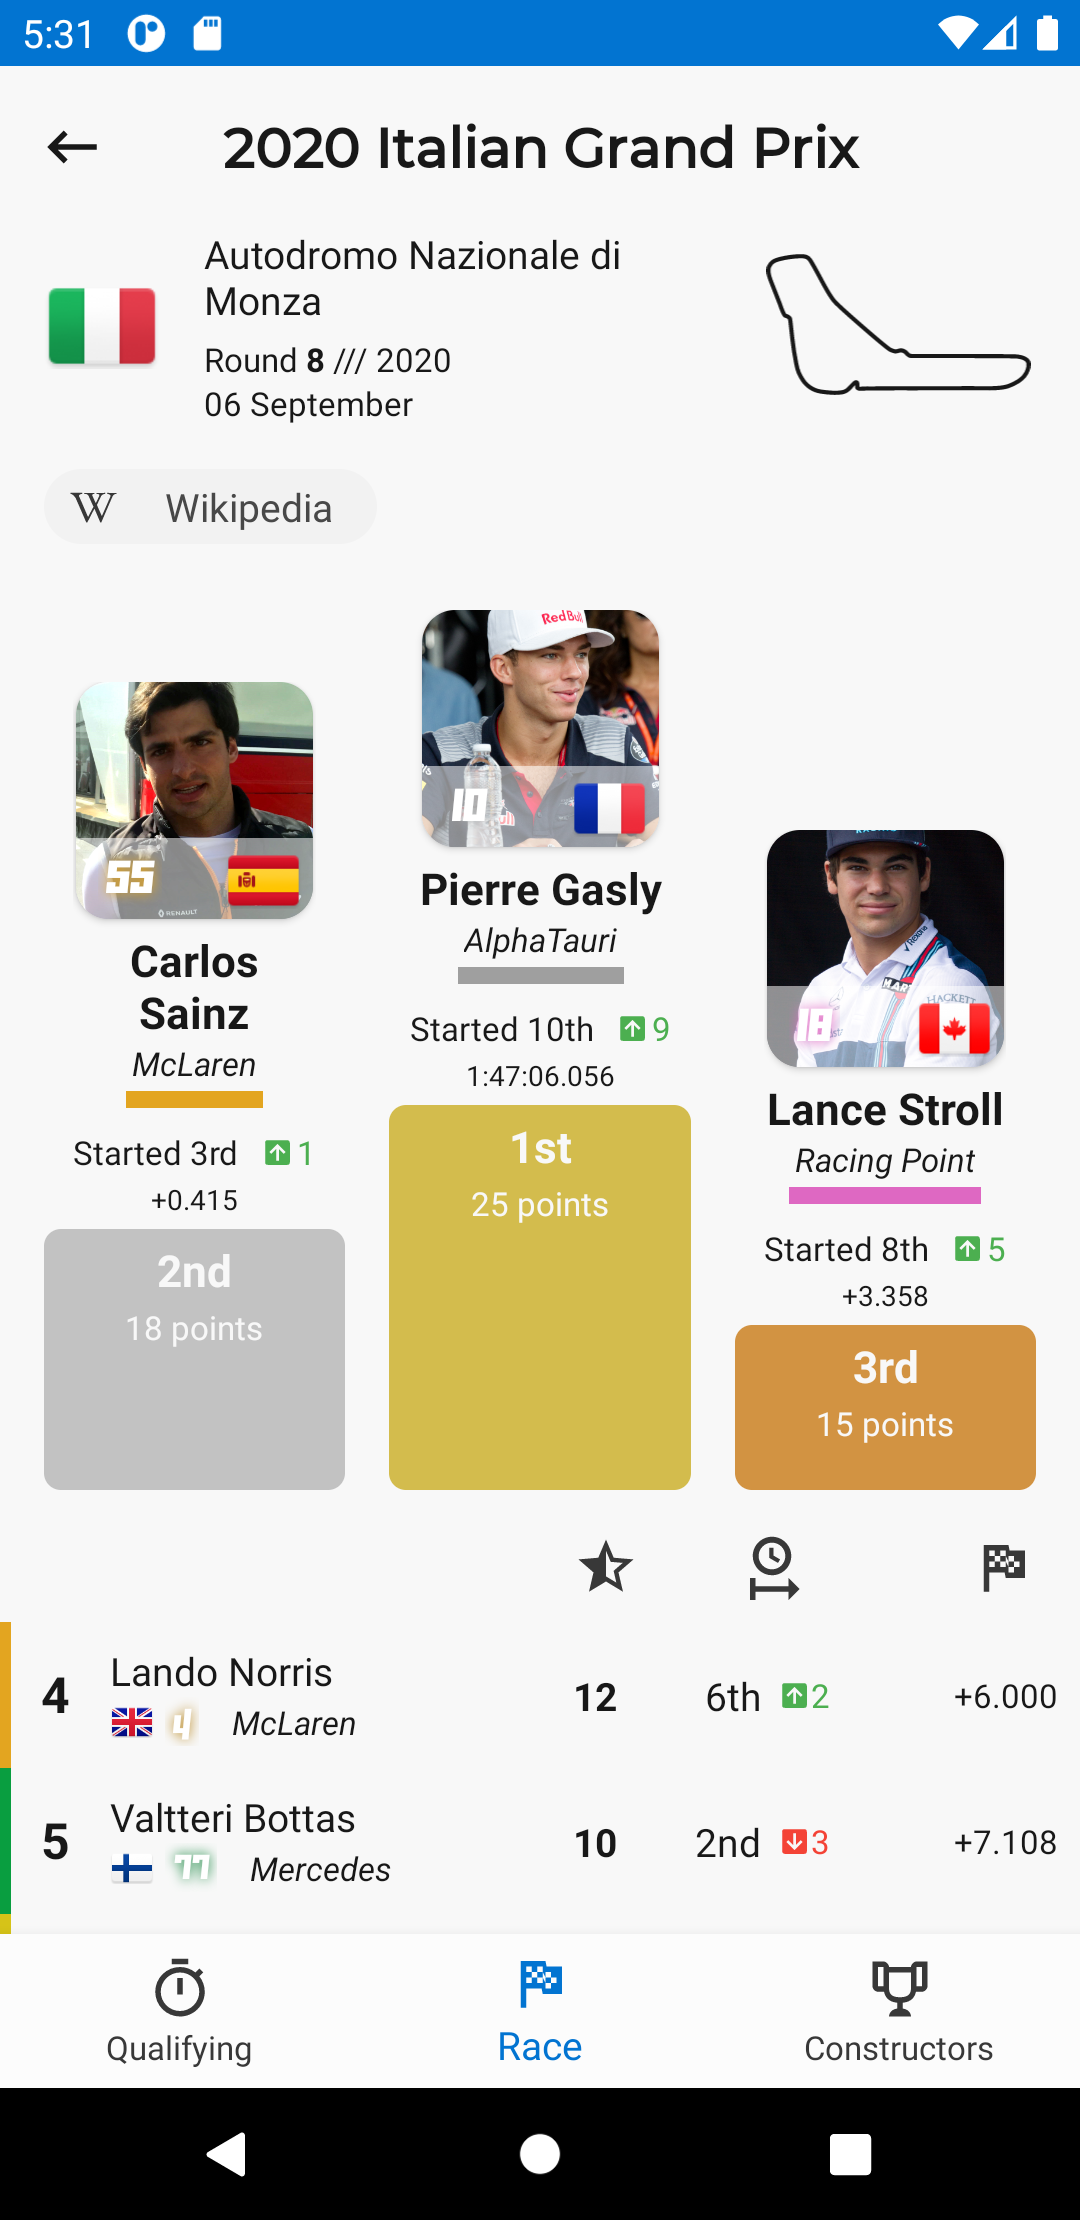 5:31
2020 Italian Grand Prix
Autodromo Nazionale di
Monza
Round 8 /// 2020
06 September
W Wikipedia
RedBull
10
Pierre Gasly
AlphaTauri
Started 10th 9
1:47:06.056
1st
25 points
55
RENAULT
Carlos
Sainz
McLaren
Started 3rd 1
+0.415
2nd
18 points
HACKETT
18
Lance Stroll
Racing Point
Started 8th 5
+3.358
3rd
15 points
4
Lando Norris
4 McLaren
12
6th 2
+6.000
5
Valtteri Bottas
77 Mercedes
10
2nd 3
+7.108
Qualifying
Race
Constructors